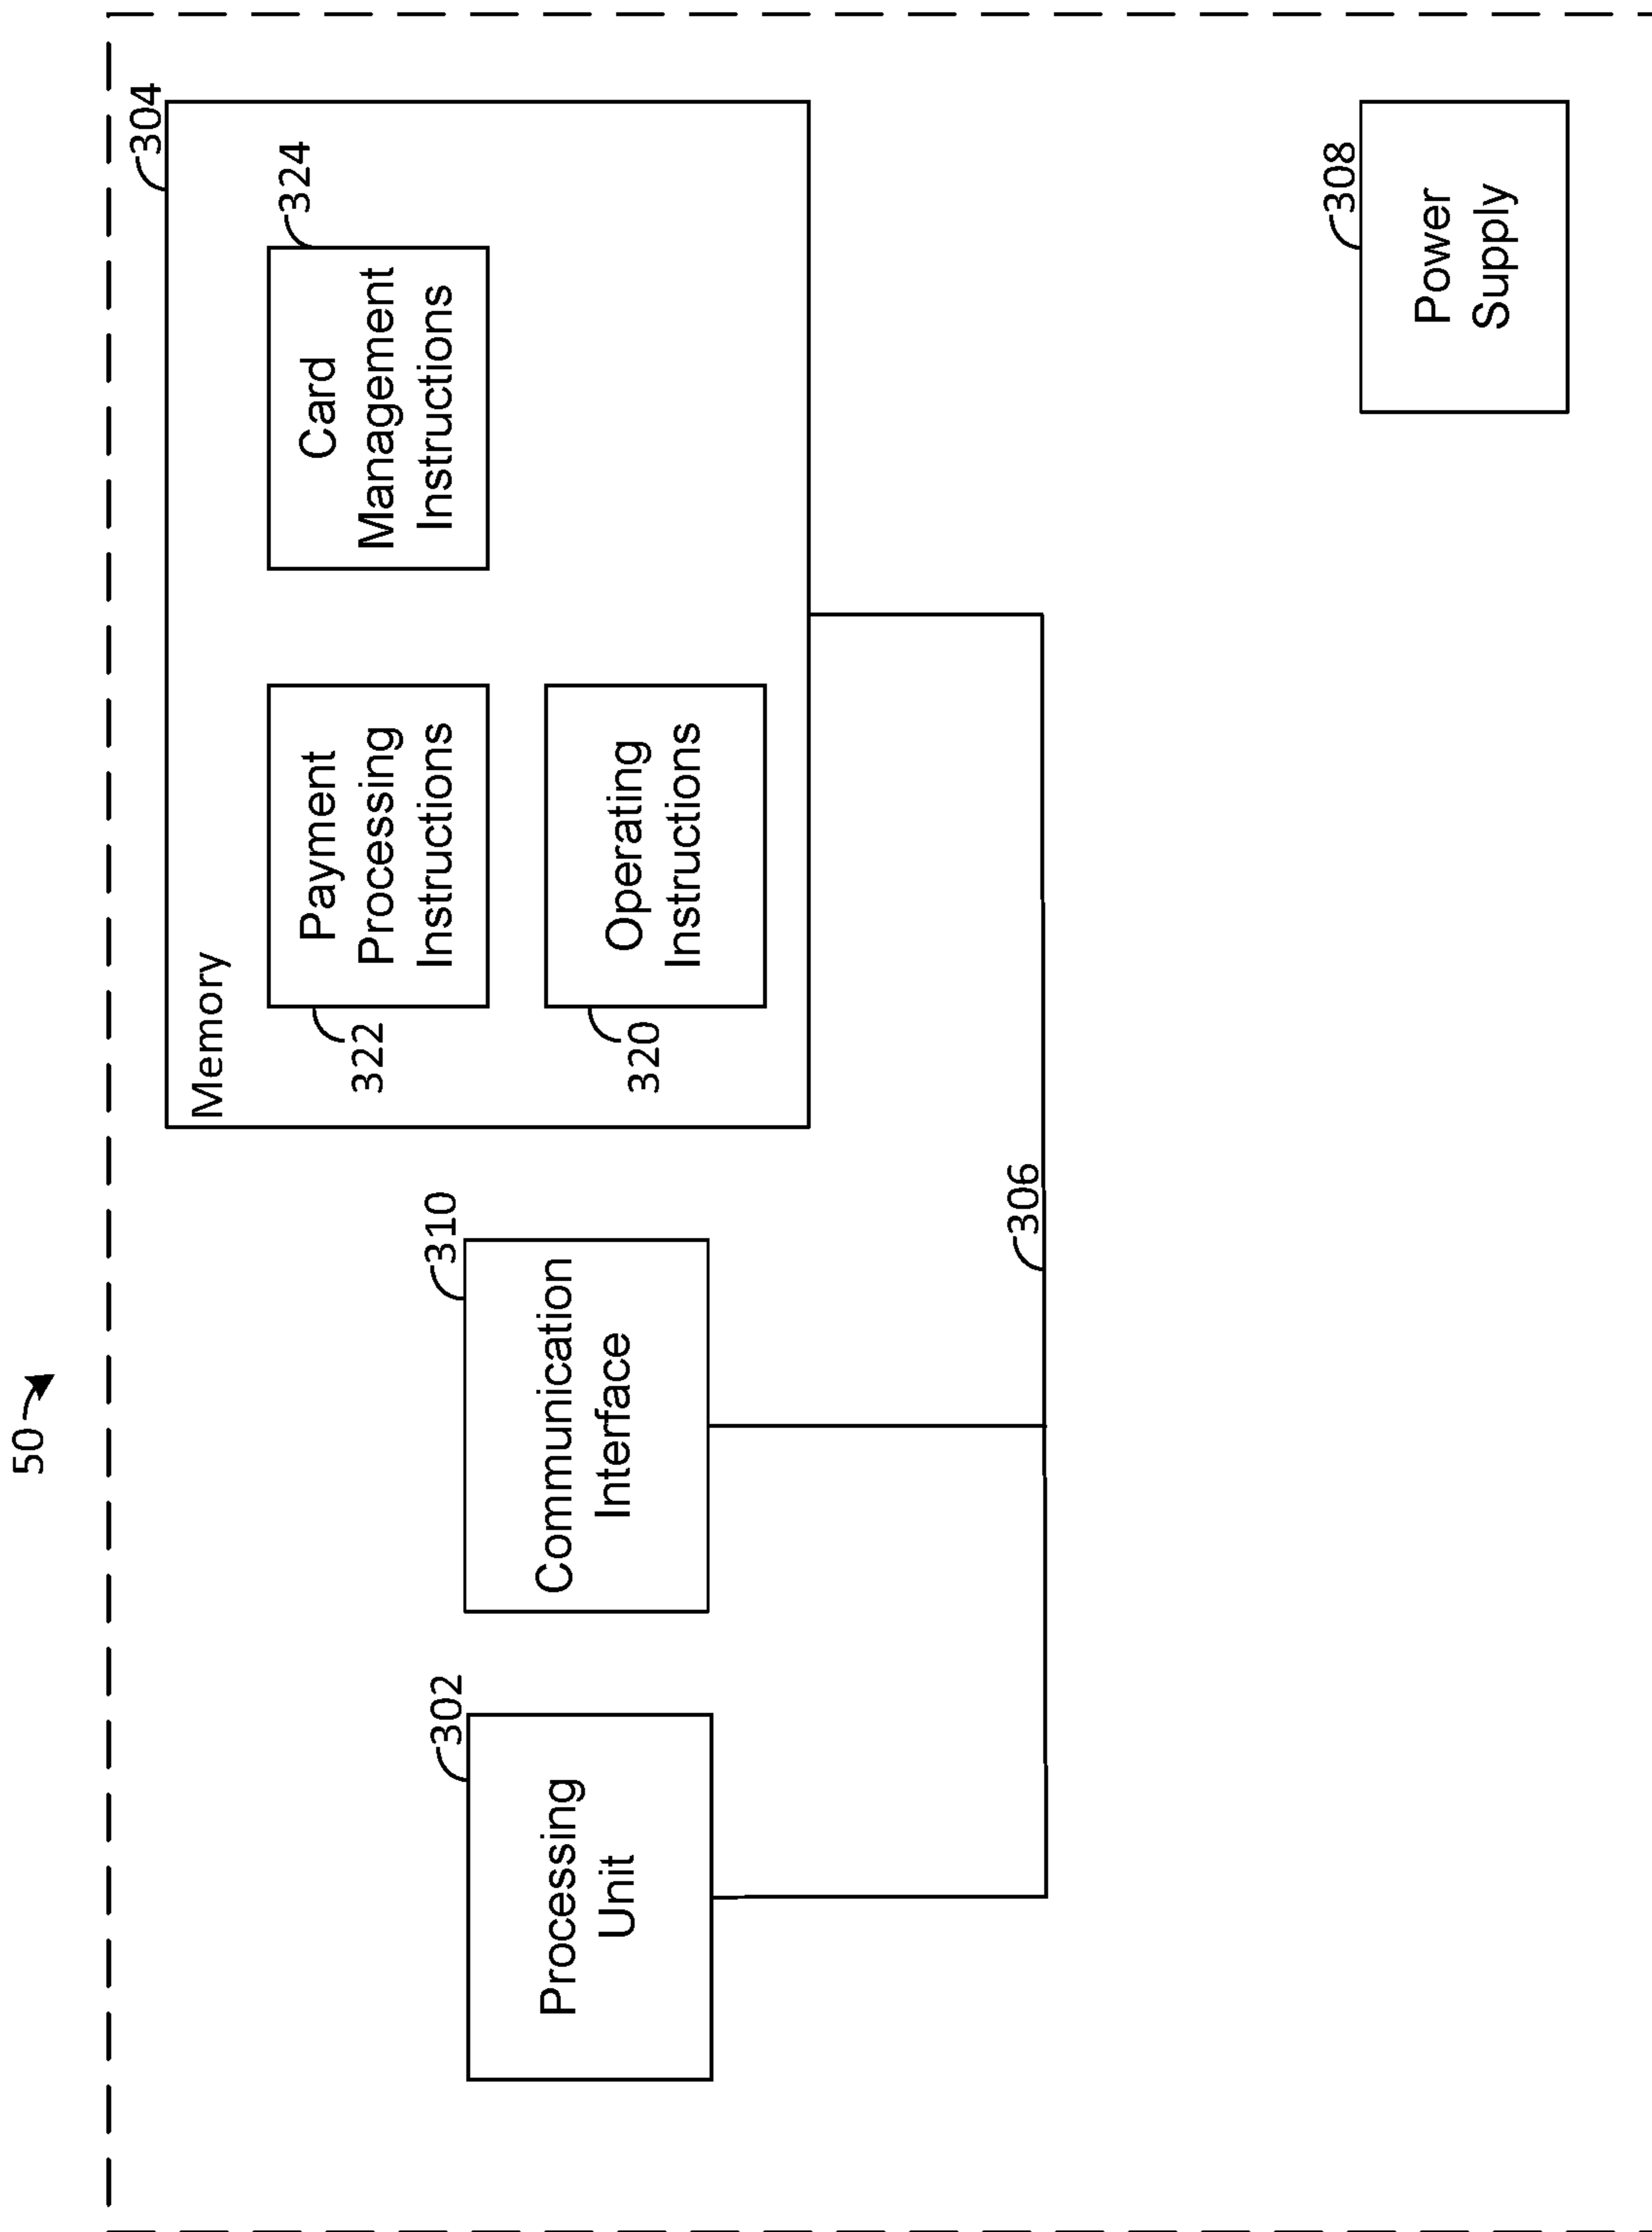 50
304
Memory
322
Payment
Processing
Instructions
324
Card
Management
Instructions
320
Operating
Instructions
302
Processing
Unit
310
Communication
Interface
306
308
Power
Supply